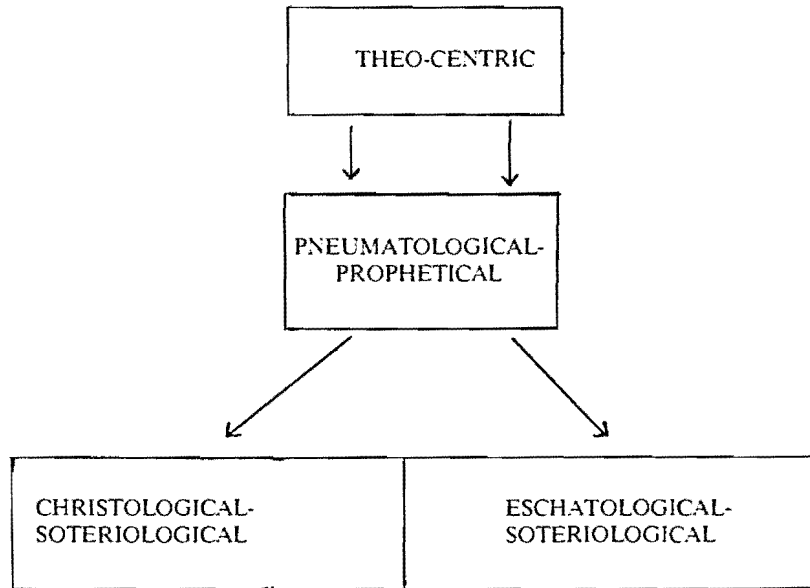 THEO-CENTRIC
PNEUMATOLOGICAL-
PROPHETICAL
CHRISTOLOGICAL-
SOTERIOLOGICAL
ESCHATOLOGICAL-
SOTERIOLOGICAL